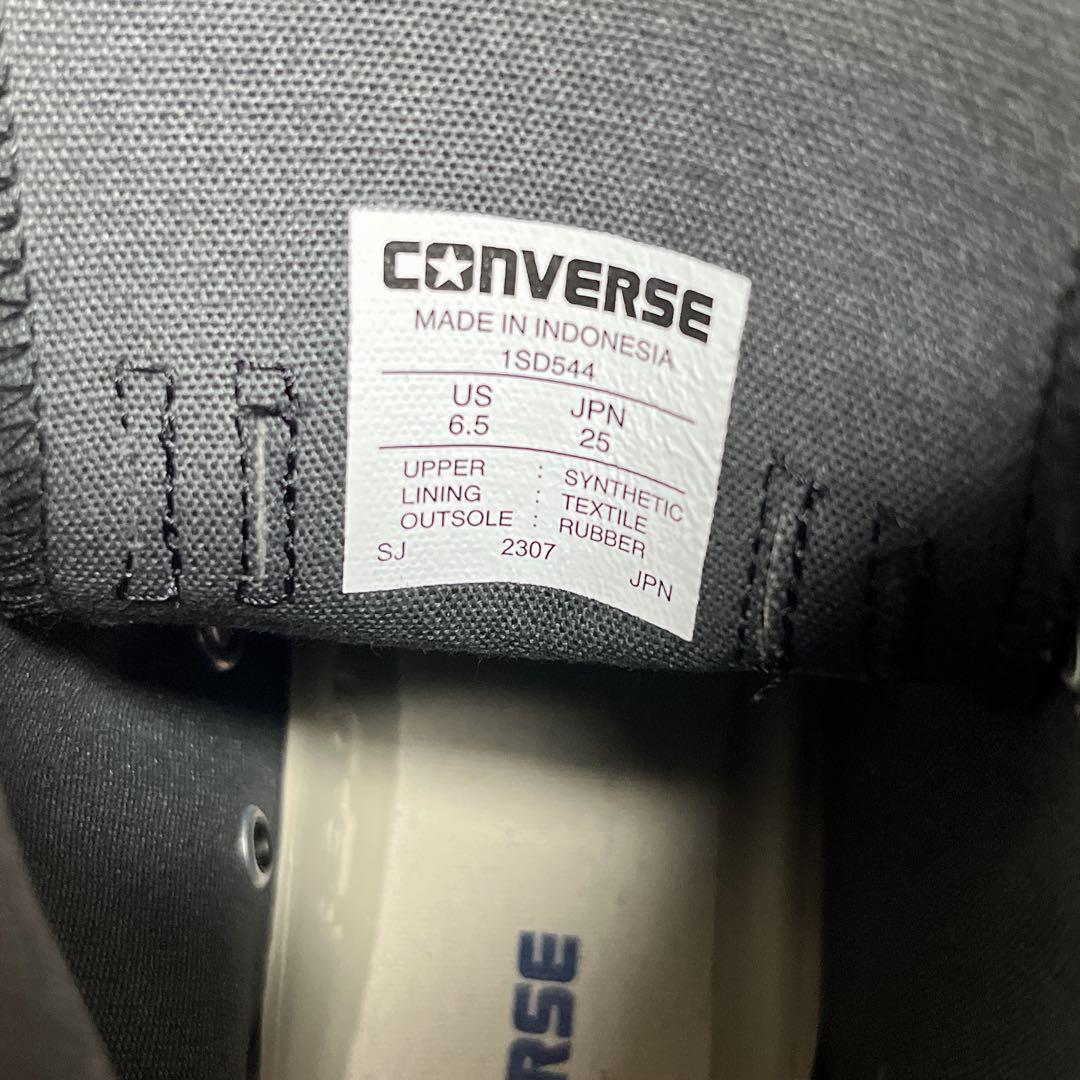 CONVERSE
MADE IN INDONESIA
1SD544
US JPN
6.5 25
UPPER : SYNTHETIC
LINING : TEXTILE
OUTSOLE : RUBBER
SJ 2307 JPN
RSE